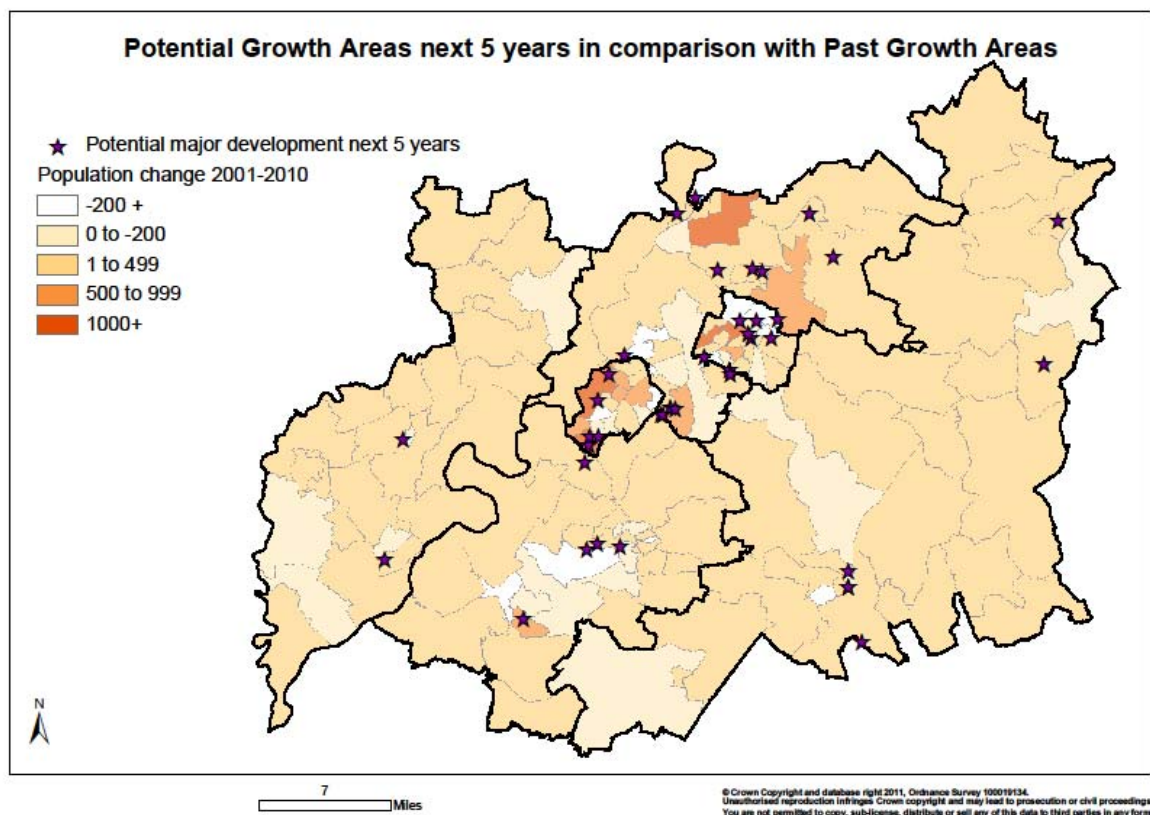 Potential Growth Areas next 5 years in comparison with Past Growth Areas
Potential major development next 5 years
Population change 2001-2010
-200 +
0 to -200
1 to 499
500 to 999
1000+
N
7
Miles
© Crown Copyright and database right 2011, Ordnance Survey 100019134.
Unauthorised reproduction infringes Crown copyright and may lead to prosecution or civil proceedings
You are not permitted to copy, sub-license, distribute or sell any of this data to third parties in any form